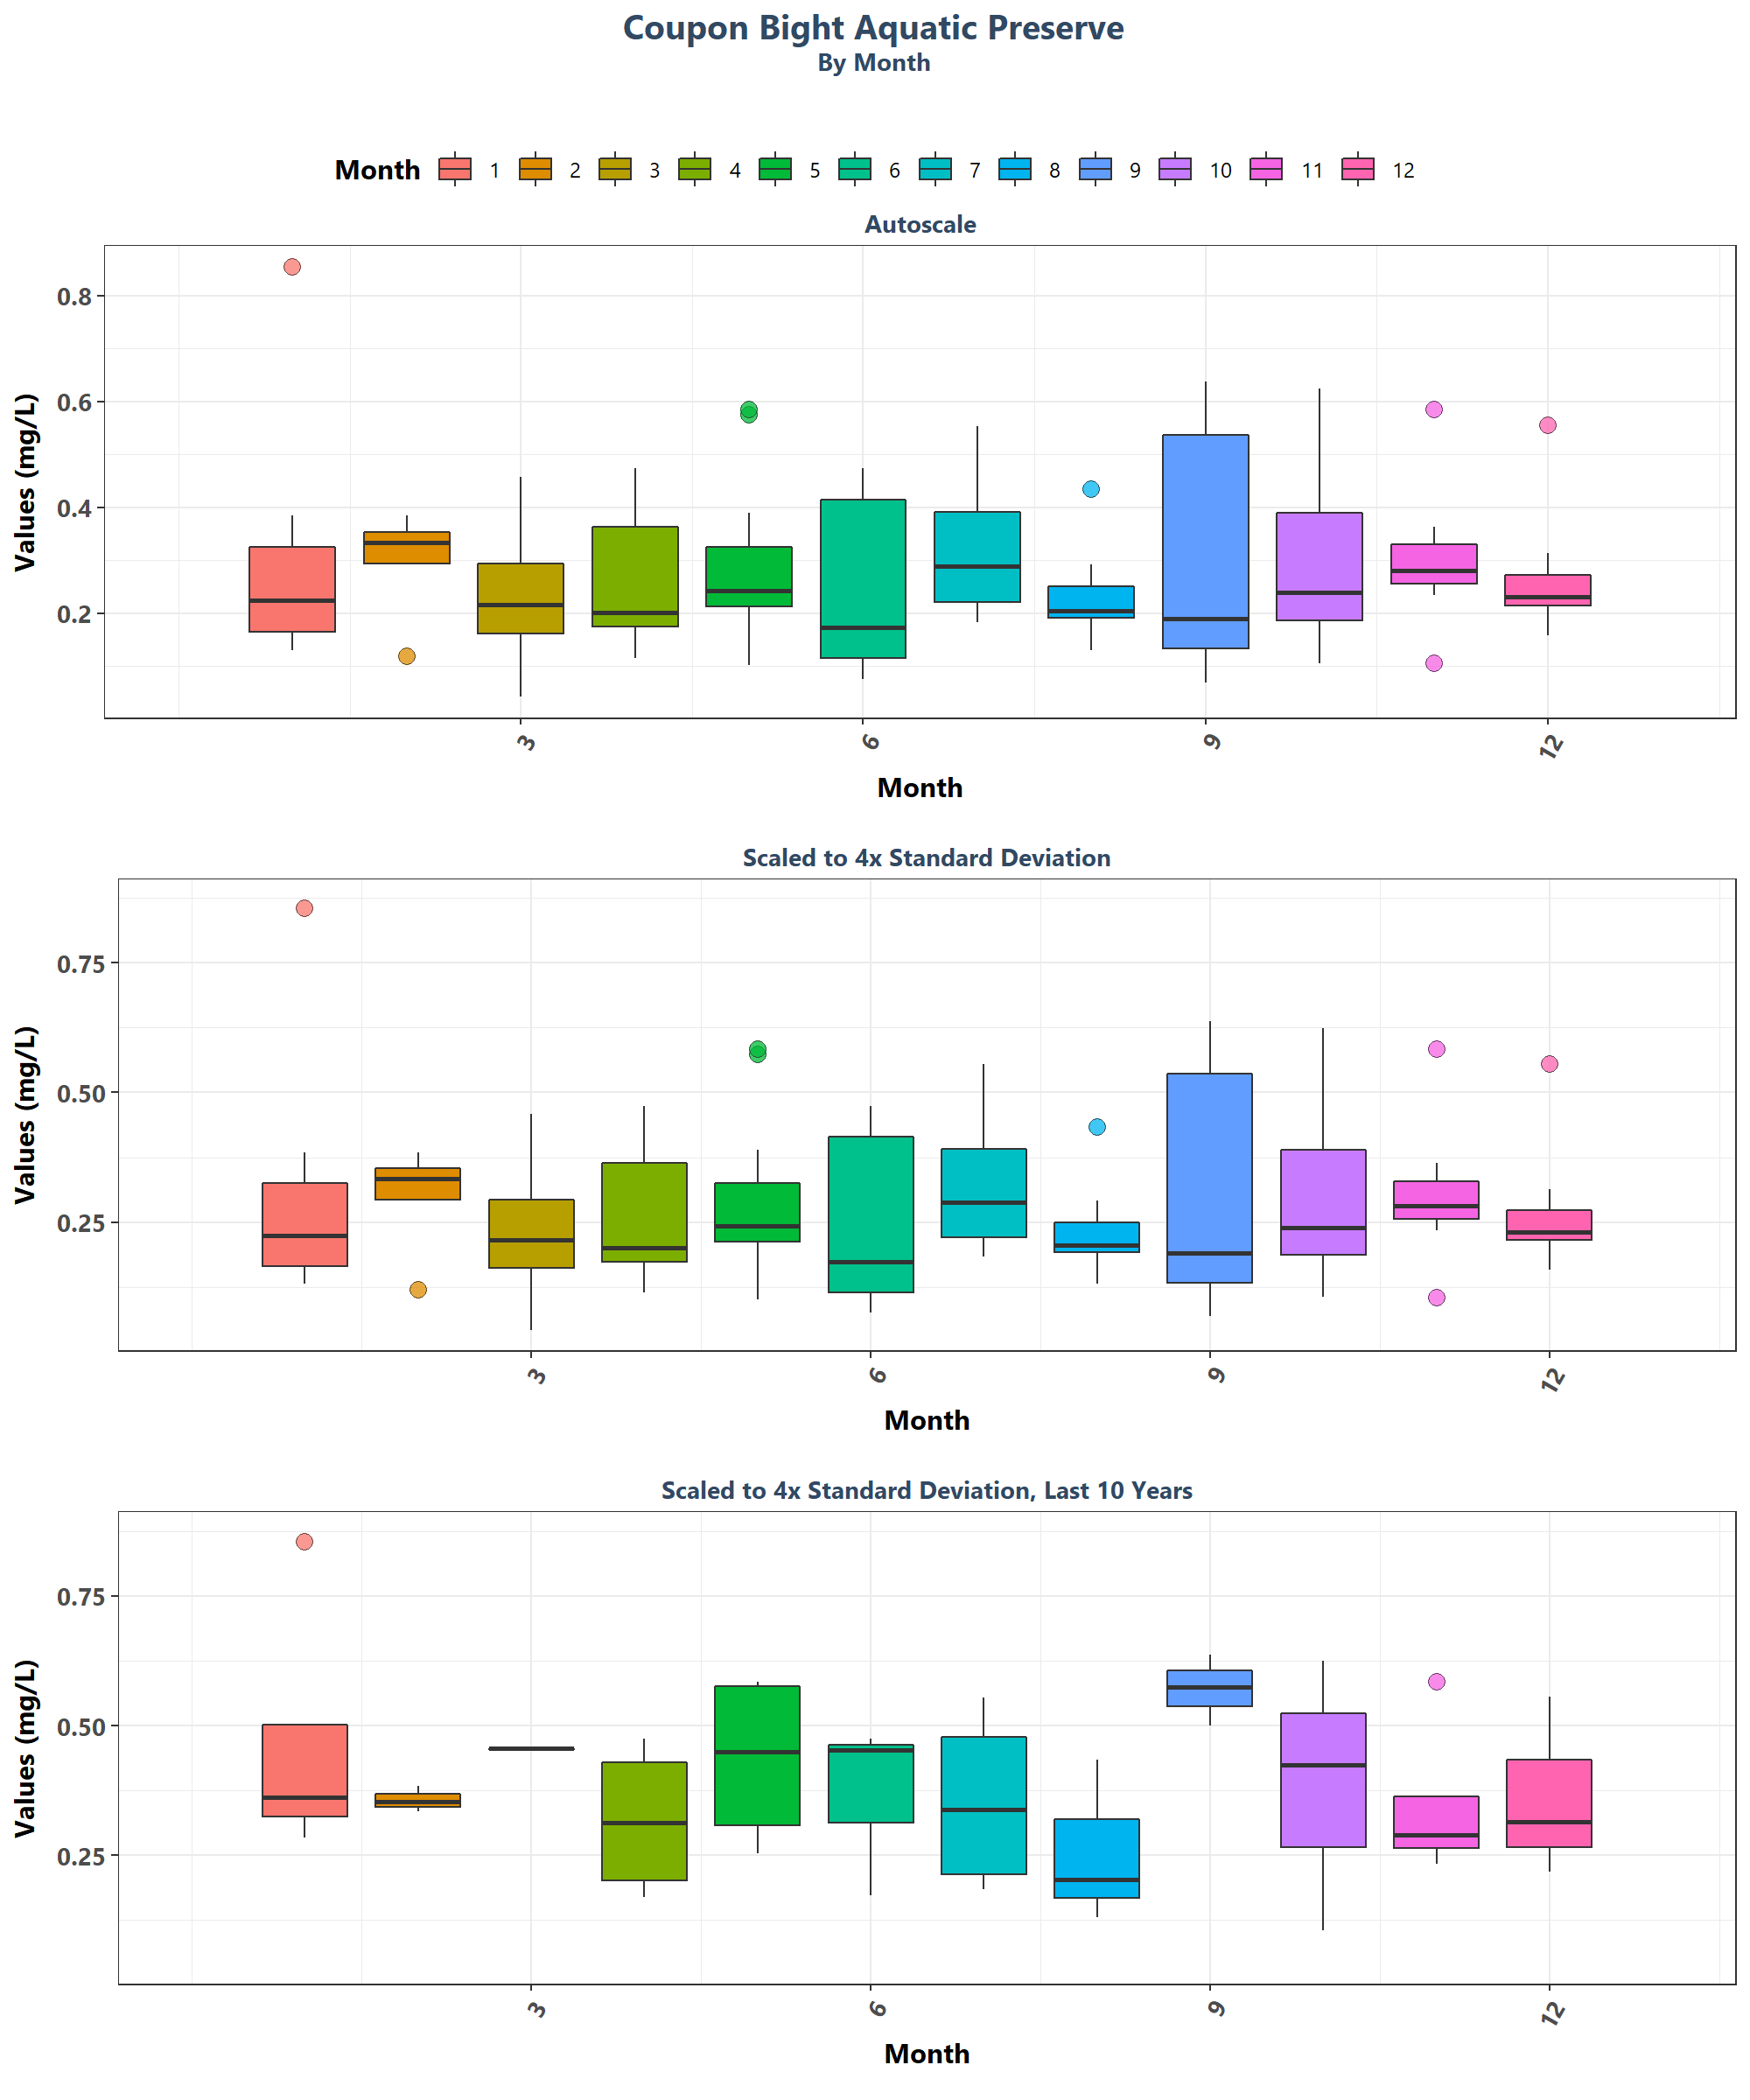 Coupon Bight Aquatic Preserve
By Month
Month 1 2 3 4 5 6 7 8 9 10 11 12
Autoscale
Values (mg/L)
0.8
0.6
0.4
0.2
3 6 9 12
Month
Scaled to 4x Standard Deviation
Values (mg/L)
0.75
0.50
0.25
3 6 9 12
Month
Scaled to 4x Standard Deviation, Last 10 Years
Values (mg/L)
0.75
0.50
0.25
3 6 9 12
Month